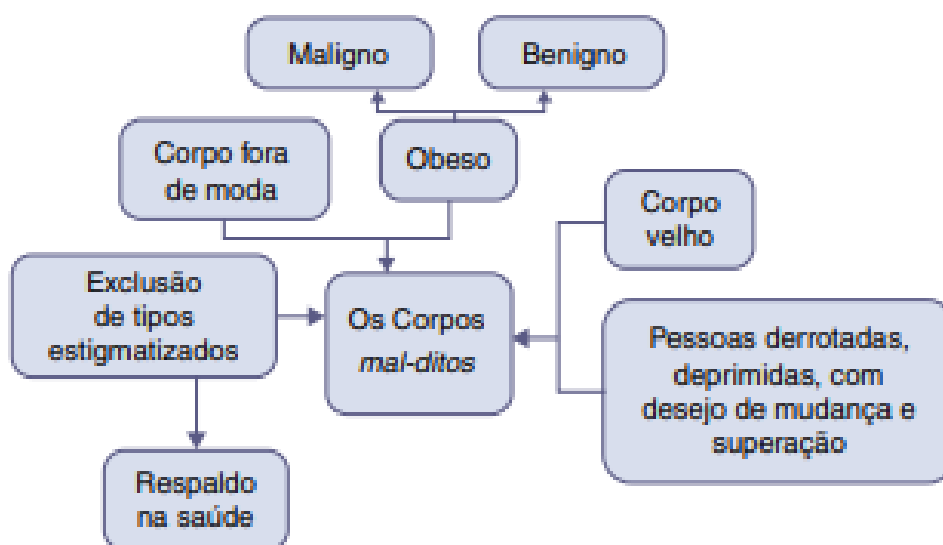 Maligno
Benigno
Corpo fora
de moda
Obeso
Corpo
velho
Exclusão
de tipos
estigmatizados
Os Corpos
mal-ditos
Pessoas derrotadas,
deprimidas, com
desejo de mudança e
superação
Respaldo
na saúde